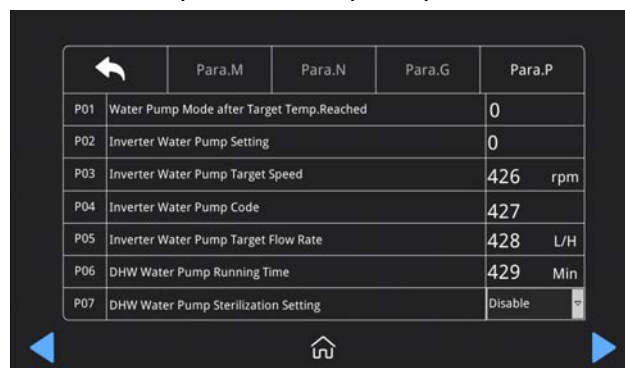 Para.M Para.N Para.G Para.P
P01 Water Pump Mode after Target Temp.Reached 0
P02 Inverter Water Pump Setting 0
P03 Inverter Water Pump Target Speed 426 rpm
P04 Inverter Water Pump Code 427
P05 Inverter Water Pump Target Flow Rate 428 L/H
P06 DHW Water Pump Running Time 429 Min
P07 DHW Water Pump Sterilization Setting Disable